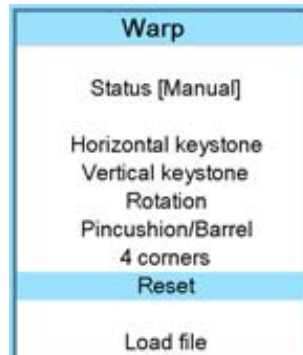 Warp
Status [Manual]
Horizontal keystone
Vertical keystone
Rotation
Pincushion/Barrel
4 corners
Reset
Load file